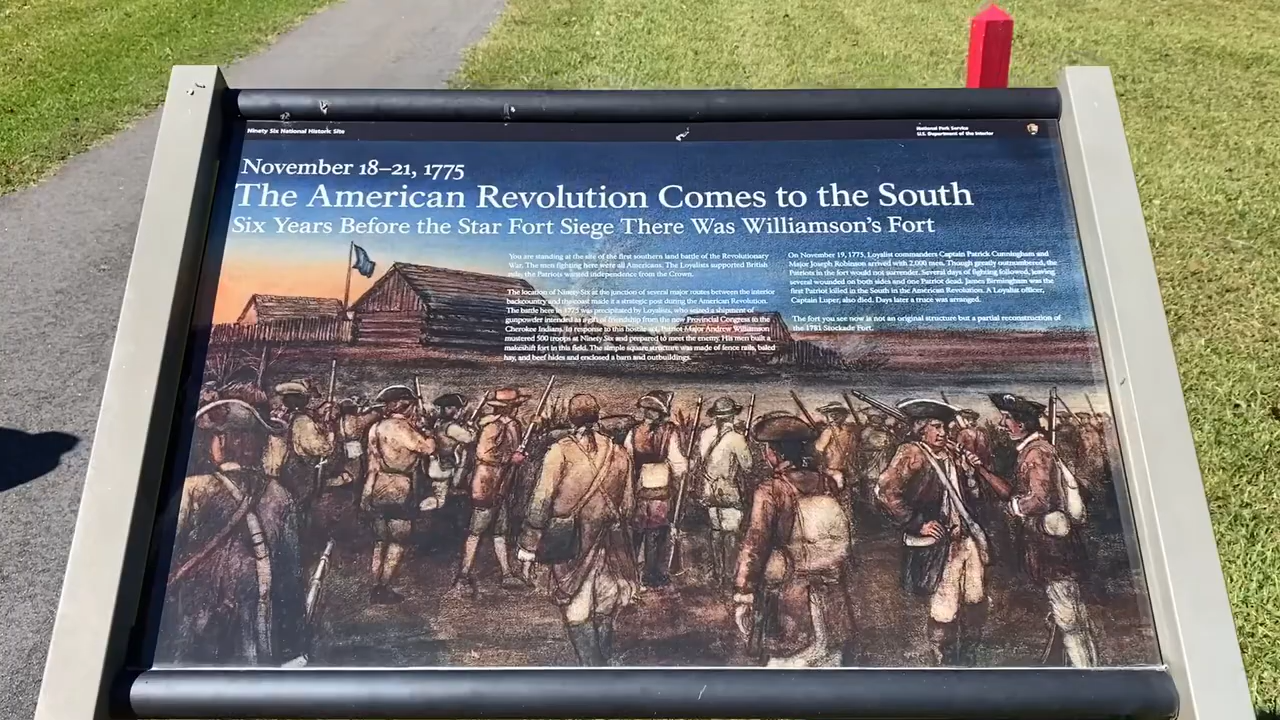 Ninety Six National Historic Site
National Park Service
U.S. Department of the Interior
November 18–21, 1775
The American Revolution Comes to the South
Six Years Before the Star Fort Siege There Was Williamson's Fort
You are standing at the site of the first southern land battle of the Revolutionary
War. The men fighting here were all Americans. The Loyalists supported British
rule, the Patriots wanted independence from the Crown.
The location of Ninety Six at the junction of several major routes between the interior
backcountry and the coast made it a strategic post during the American Revolution.
The battle here in 1775 was precipitated by Loyalists, who seized a shipment of
gunpowder intended as a gift of friendship from the new Provincial Congress to the
Cherokee Indians. In response to this hostile act, Patriot Major Andrew Williamson
mustered 500 troops at Ninety Six and prepared to meet the enemy. His men built a
makeshift fort in this field. The simple square structure was made of fence rails, baled
hay, and beef hides and enclosed a barn and outbuildings.
On November 19, 1775, Loyalist commanders Captain Patrick Cunningham and
Major Joseph Robinson arrived with 2,000 men. Though greatly outnumbered, the
Patriots in the fort would not surrender. Several days of fighting followed, leaving
several wounded on both sides and one Patriot dead. James Birmingham was the
first Patriot killed in the South in the American Revolution. A Loyalist officer,
Captain Luper, also died. Days later a truce was arranged.
The fort you see now is not an original structure but a partial reconstruction of
the 1781 Stockade Fort.